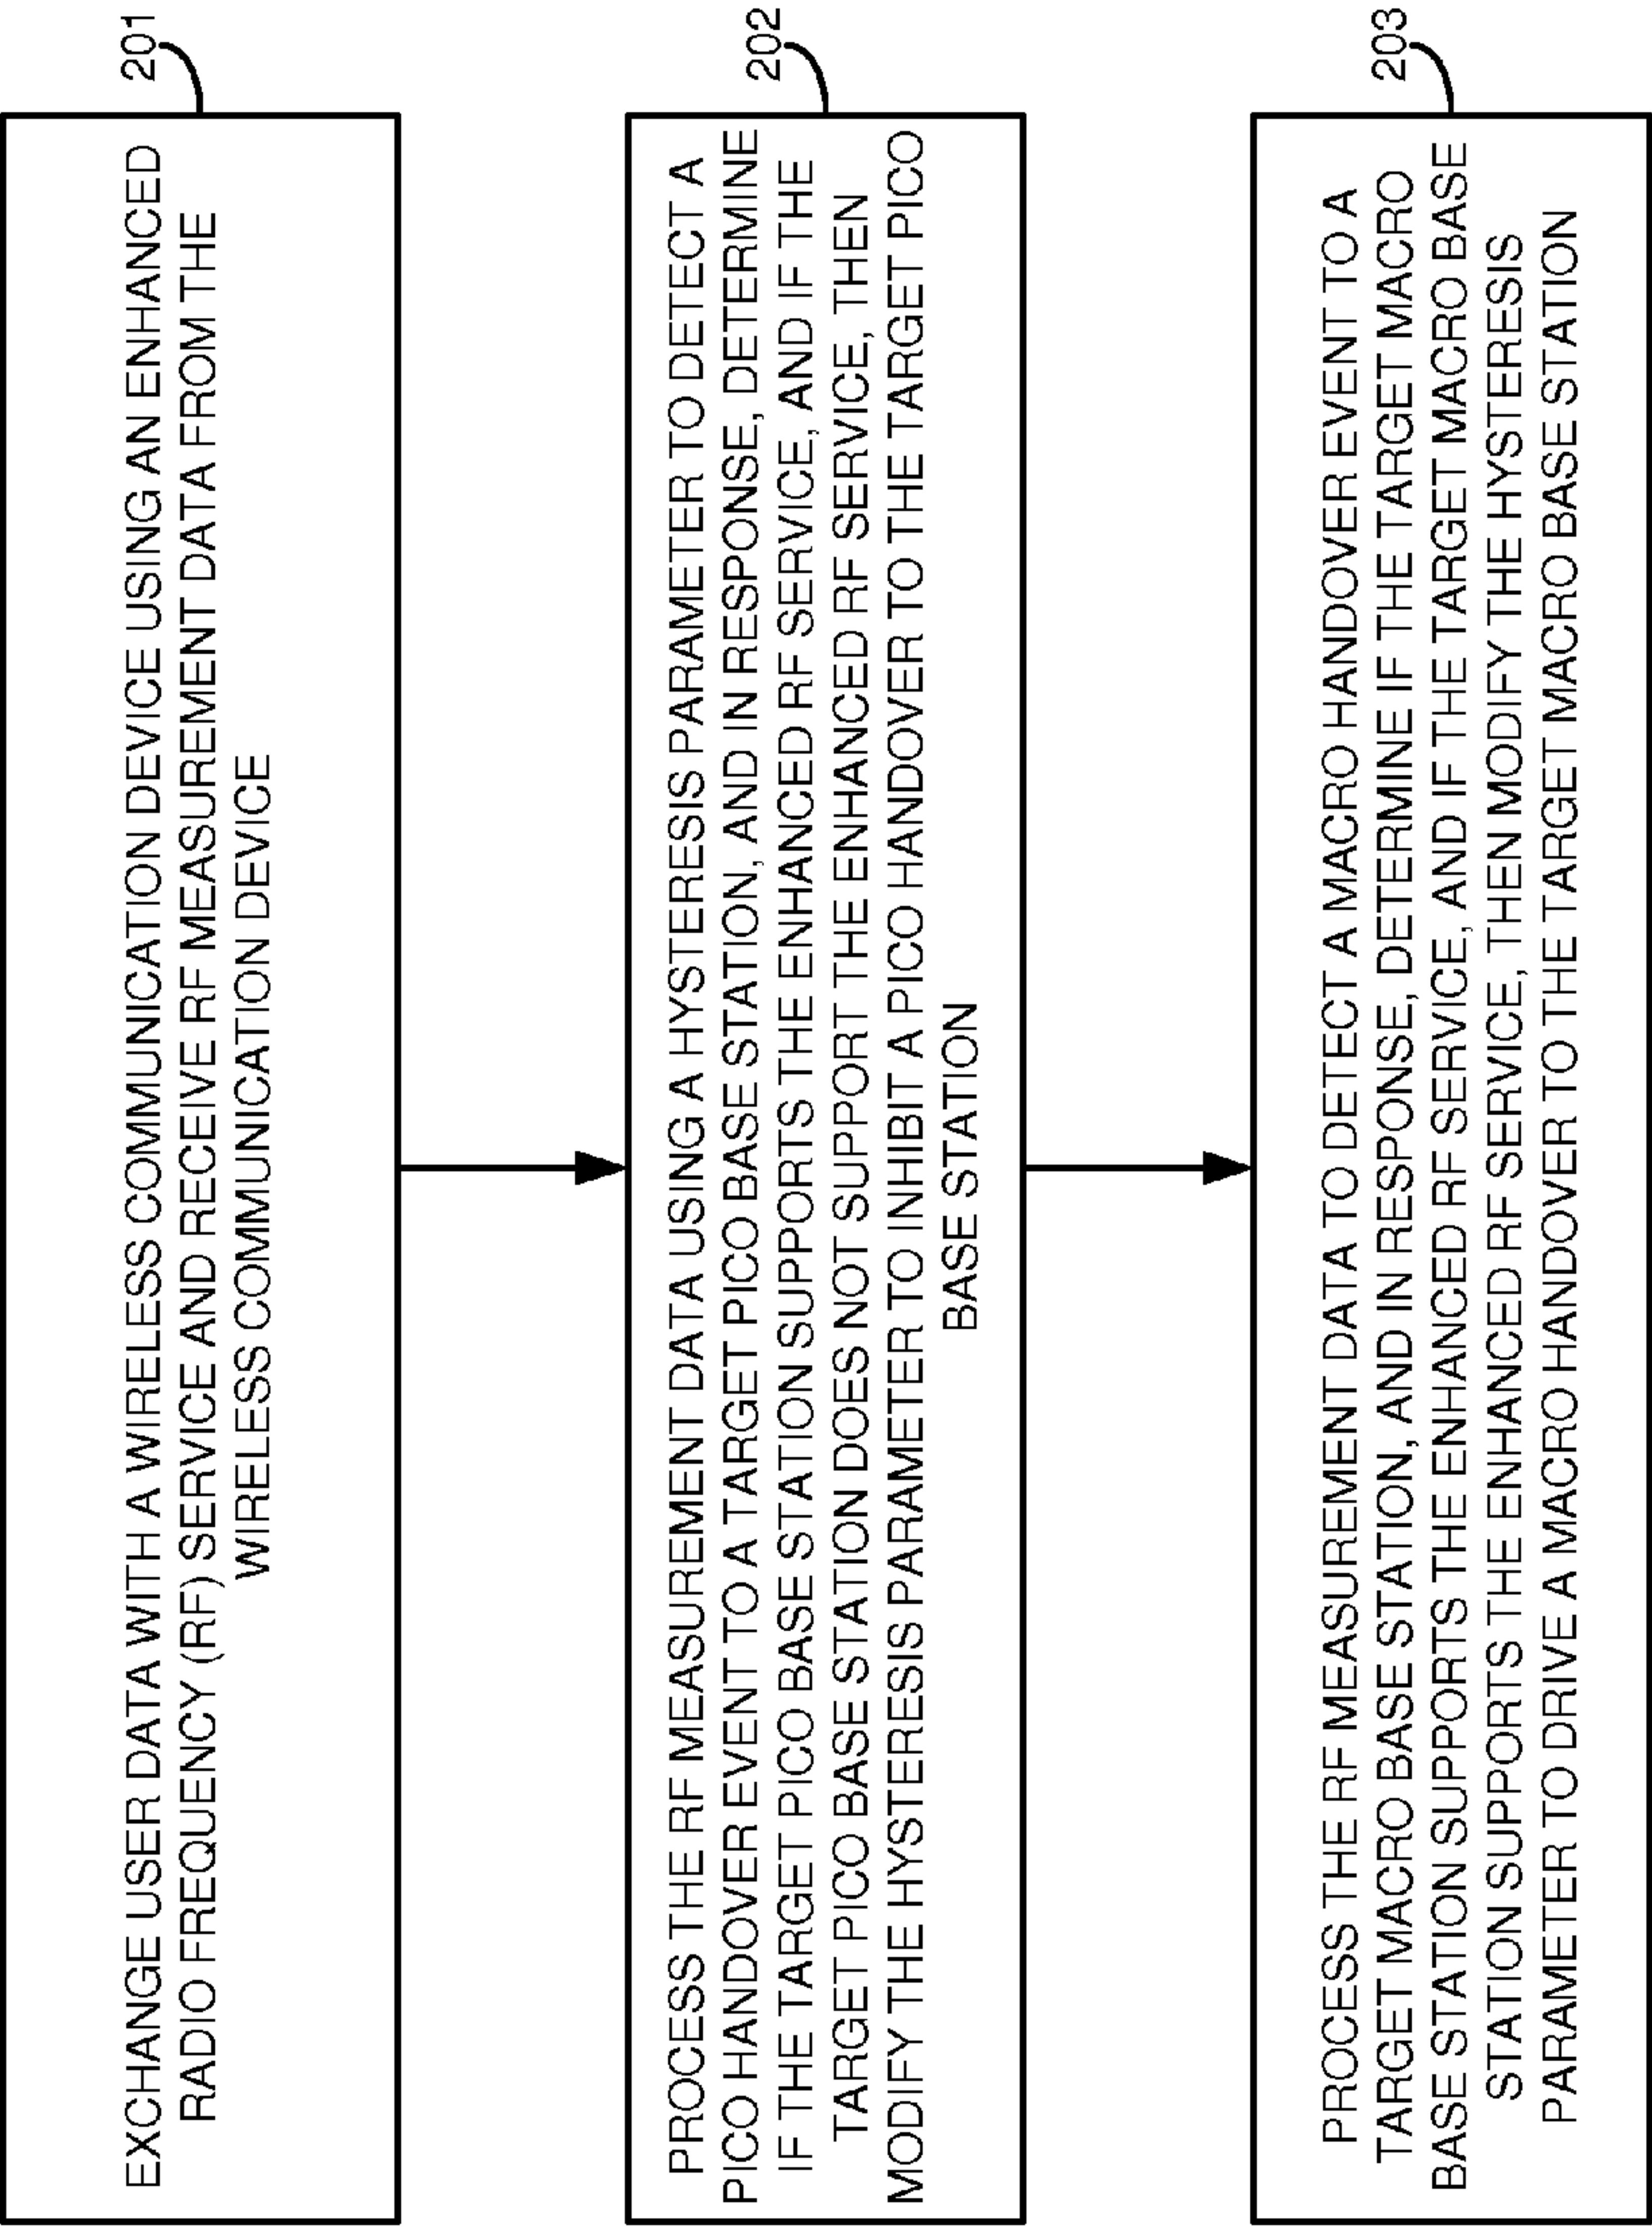 201
EXCHANGE USER DATA WITH A WIRELESS COMMUNICATION DEVICE USING AN ENHANCED
RADIO FREQUENCY (RF) SERVICE AND RECEIVE RF MEASUREMENT DATA FROM THE
WIRELESS COMMUNICATION DEVICE
202
PROCESS THE RF MEASUREMENT DATA USING A HYSTERESIS PARAMETER TO DETECT A
PICO HANDOVER EVENT TO A TARGET PICO BASE STATION, AND IN RESPONSE, DETERMINE
IF THE TARGET PICO BASE STATION SUPPORTS THE ENHANCED RF SERVICE, AND IF THE
TARGET PICO BASE STATION DOES NOT SUPPORT THE ENHANCED RF SERVICE, THEN
MODIFY THE HYSTERESIS PARAMETER TO INHIBIT A PICO HANDOVER TO THE TARGET PICO
BASE STATION
203
PROCESS THE RF MEASUREMENT DATA TO DETECT A MACRO HANDOVER EVENT TO A
TARGET MACRO BASE STATION, AND IN RESPONSE, DETERMINE IF THE TARGET MACRO
BASE STATION SUPPORTS THE ENHANCED RF SERVICE, AND IF THE TARGET MACRO BASE
STATION SUPPORTS THE ENHANCED RF SERVICE, THEN MODIFY THE HYSTERESIS
PARAMETER TO DRIVE A MACRO HANDOVER TO THE TARGET MACRO BASE STATION